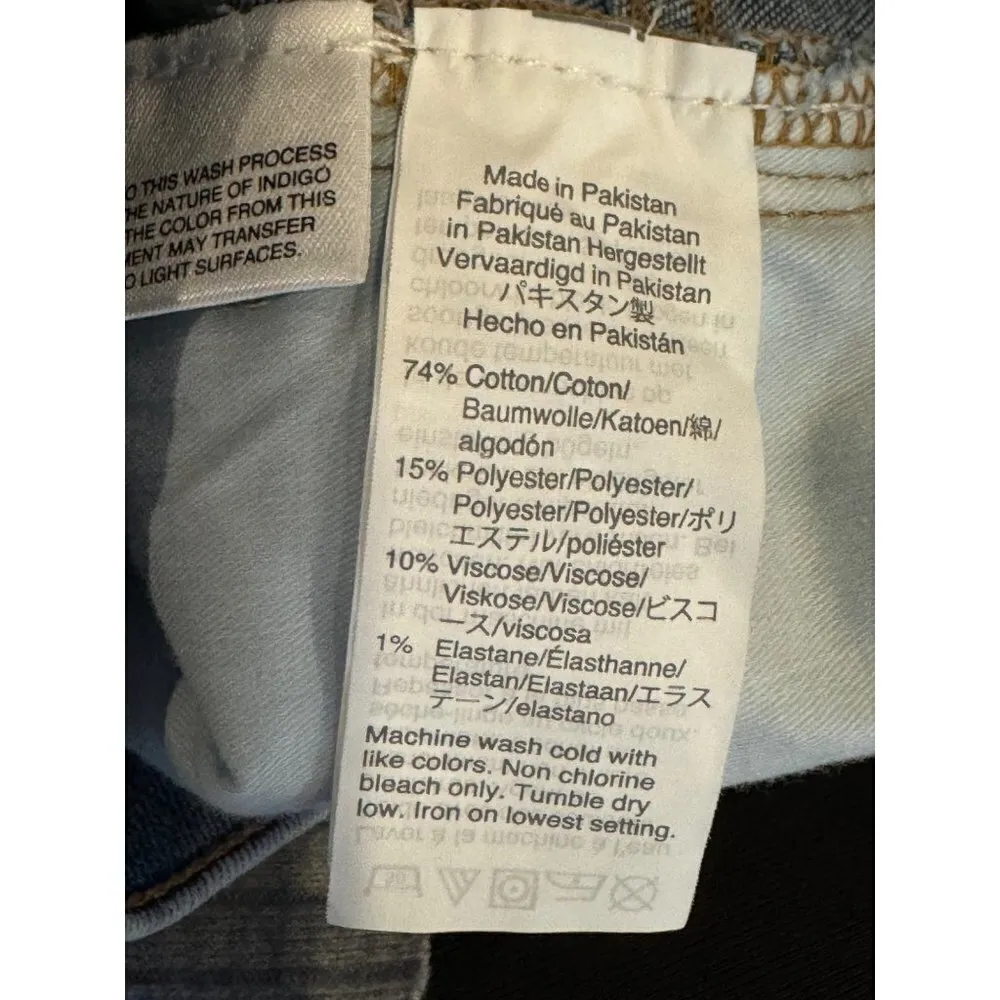 O THIS WASH PROCESS
HE NATURE OF INDIGO
THE COLOR FROM THIS
MENT MAY TRANSFER
O LIGHT SURFACES.
Made in Pakistan
Fabriqué au Pakistan
in Pakistan Hergestellt
Vervaardigd in Pakistan
パキスタン製
Hecho en Pakistán
74% Cotton/Coton/
Baumwolle/Katoen/綿/
algodón
15% Polyester/Polyester/
Polyester/Polyester/ポリ
エステル/poliéster
10% Viscose/Viscose/
Viskose/Viscose/ビスコ
ース/viscosa
1% Elastane/Élasthanne/
Elastan/Elastaan/エラス
テーン/elastano
Machine wash cold with
like colors. Non chlorine
bleach only. Tumble dry
low. Iron on lowest setting.